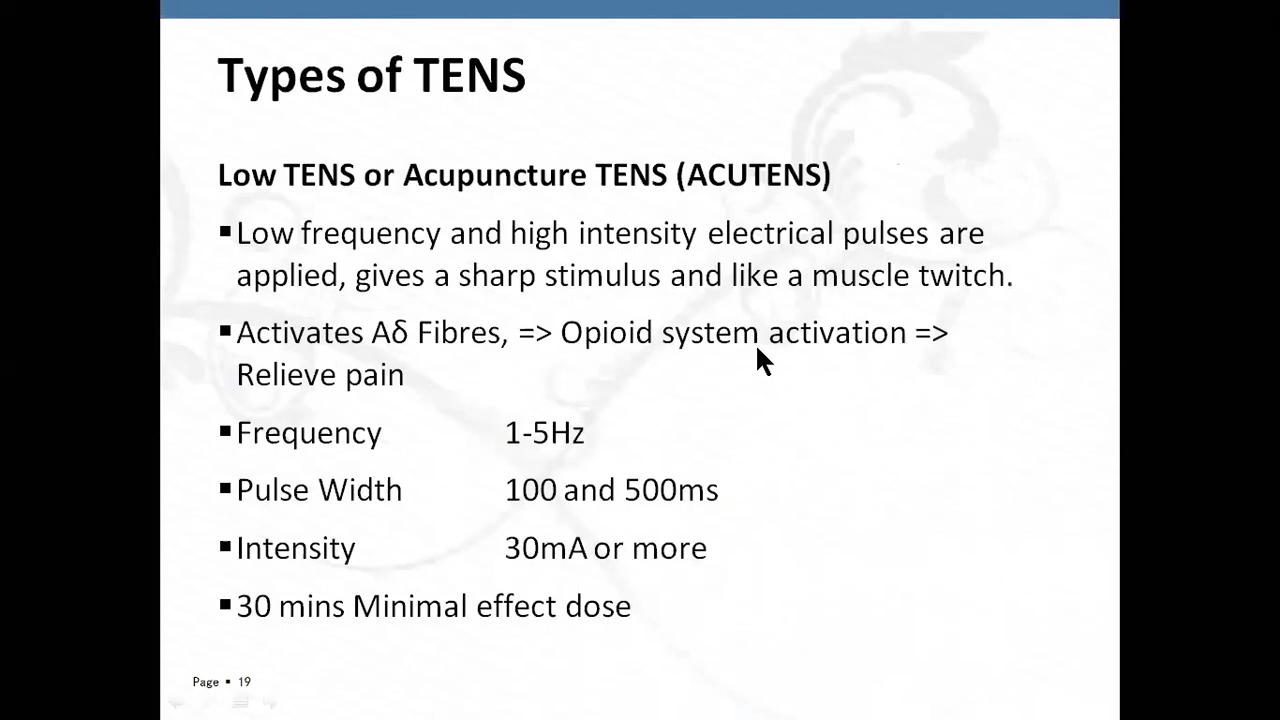 Types of TENS
Low TENS or Acupuncture TENS (ACUTENS)
▪Low frequency and high intensity electrical pulses are
applied, gives a sharp stimulus and like a muscle twitch.
▪Activates Aδ Fibres, => Opioid system activation =>
Relieve pain
▪Frequency 1-5Hz
▪Pulse Width 100 and 500ms
▪Intensity 30mA or more
▪30 mins Minimal effect dose
Page ▪ 19